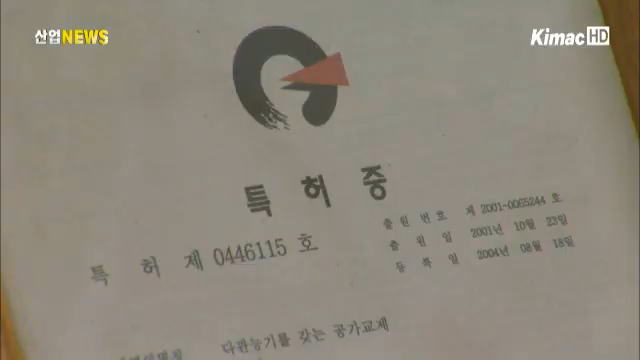 산업NEWS
Kimac HD
특 허 증
특 허 제 0446115 호
출 원 번 호 제 2001-0065244 호
출 원 일 2001년 10월 23일
등 록 일 2004년 08월 18일
다관능기를 갖는 공가교제